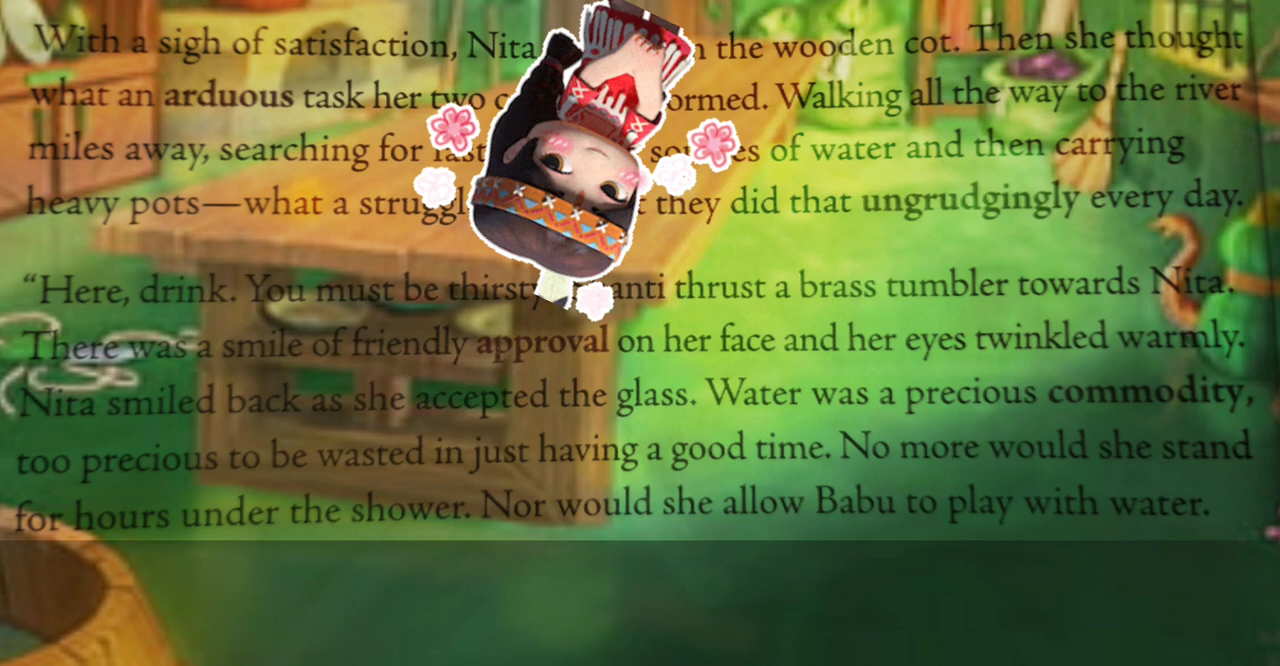 With a sigh of satisfaction, Nita the wooden cot. Then she thought
what an arduous task her two Walking all the way to the river
miles away, searching for of water and then carrying
heavy pots—what a they did that ungrudgingly every day.
“Here, drink. You must be thrust a brass tumbler towards Nita.
There was a smile of friendly approval on her face and her eyes twinkled warmly.
Nita smiled back as she accepted the glass. Water was a precious commodity,
too precious to be wasted in just having a good time. No more would she stand
for hours under the shower. Nor would she allow Babu to play with water.